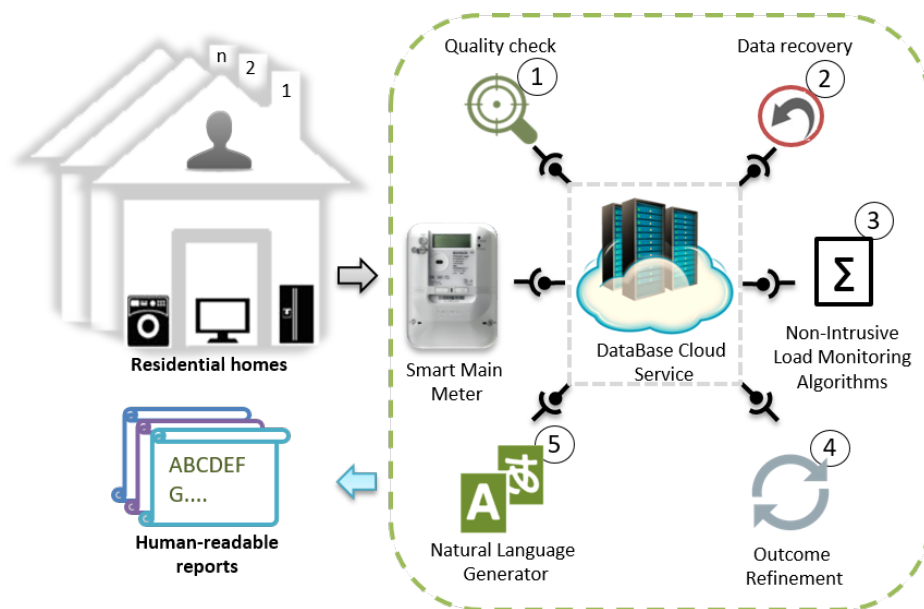 n
2
1
Residential homes
Quality check
1
Data recovery
2
Smart Main
Meter
DataBase Cloud
Service
3
Σ
Non-Intrusive
Load Monitoring
Algorithms
ABCDEF
G....
Human-readable
reports
5
A
は
Natural Language
Generator
4
Outcome
Refinement